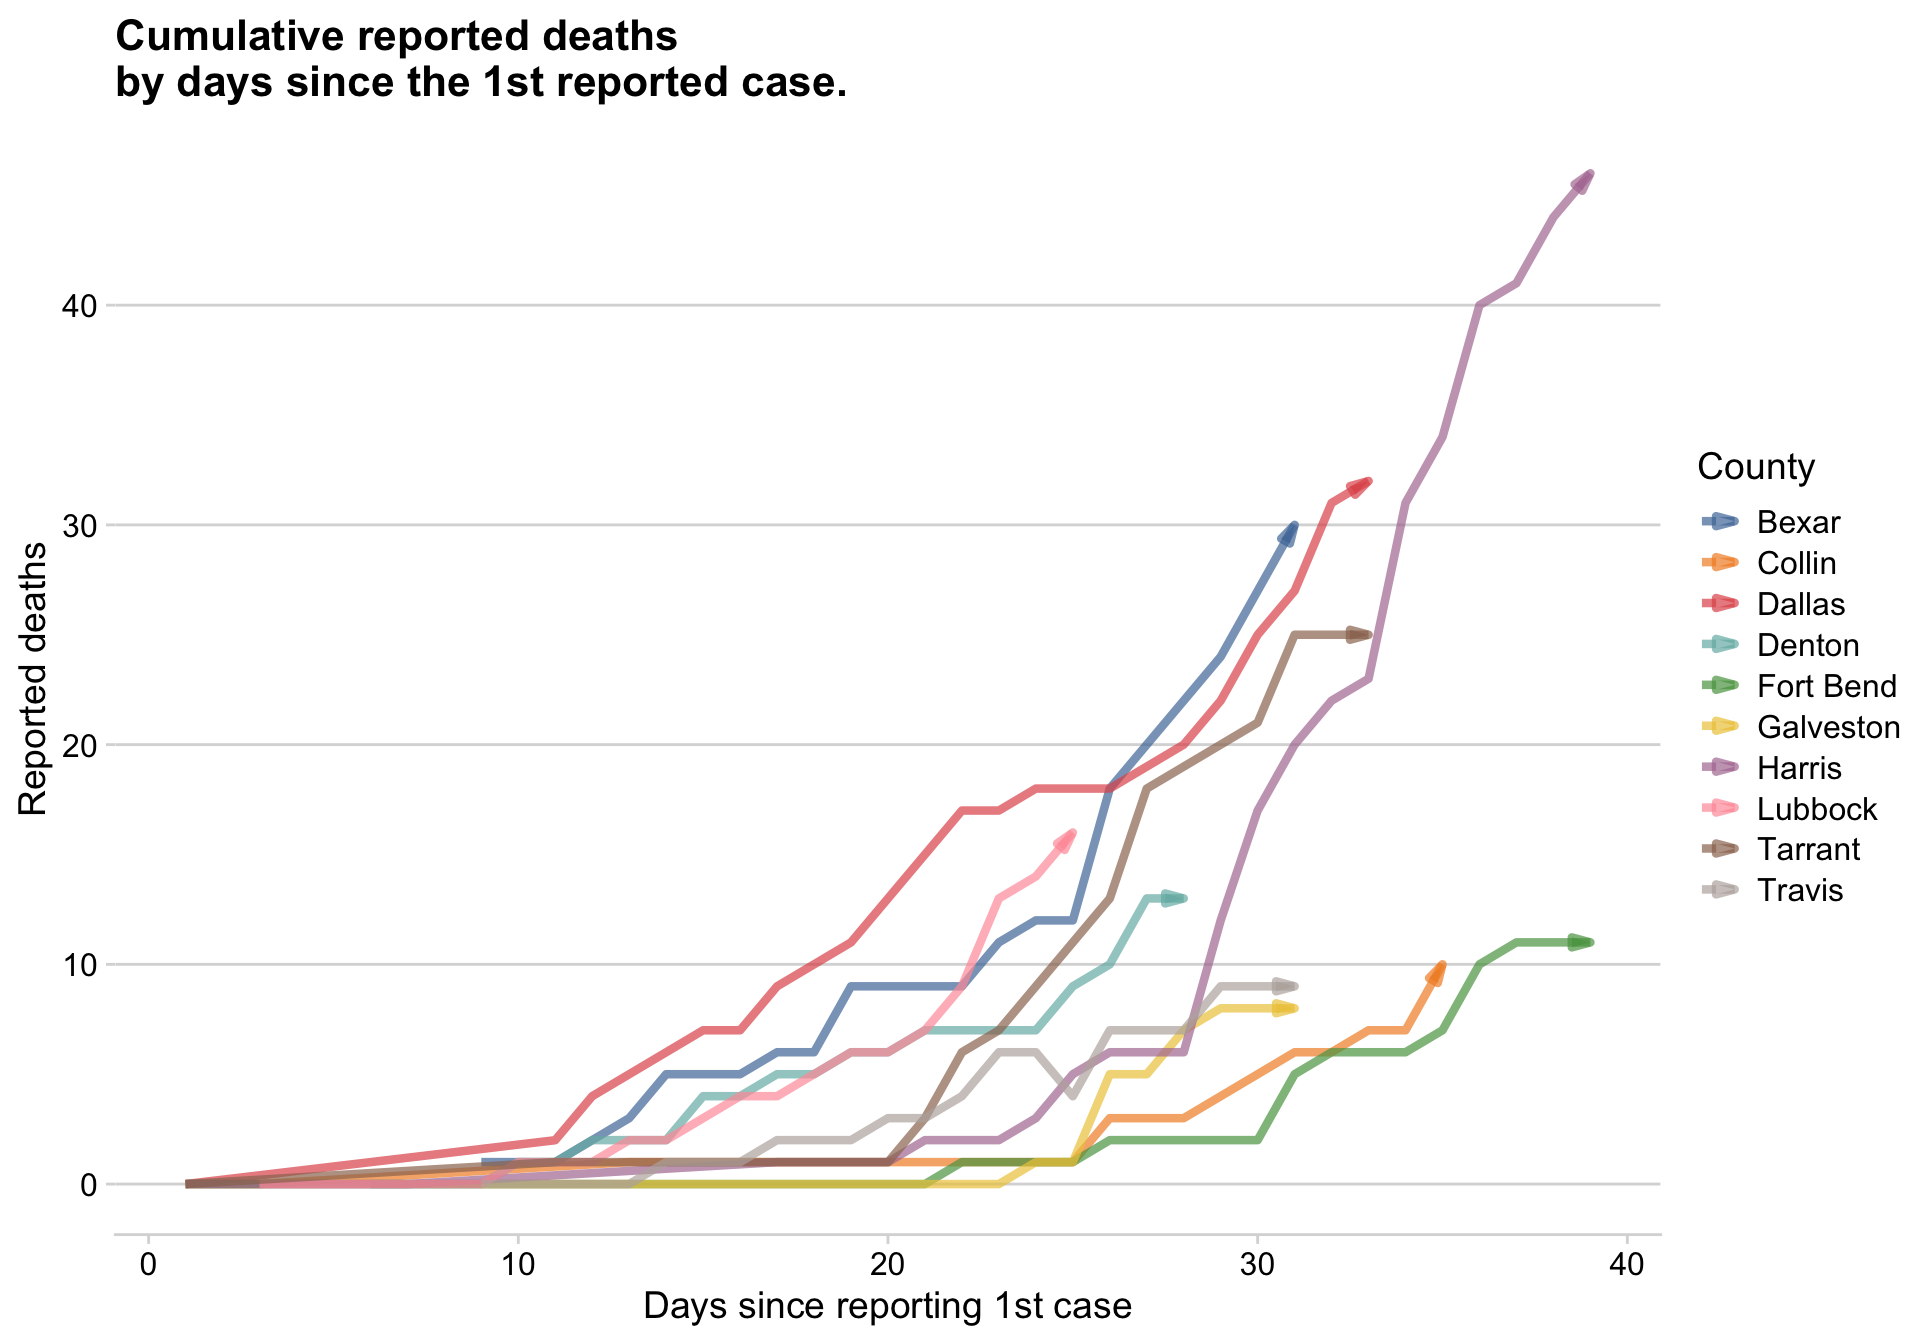 Cumulative reported deaths
by days since the 1st reported case.
40
30
20
10
0
Reported deaths
0 10 20 30 40
Days since reporting 1st case
County
Bexar
Collin
Dallas
Denton
Fort Bend
Galveston
Harris
Lubbock
Tarrant
Travis